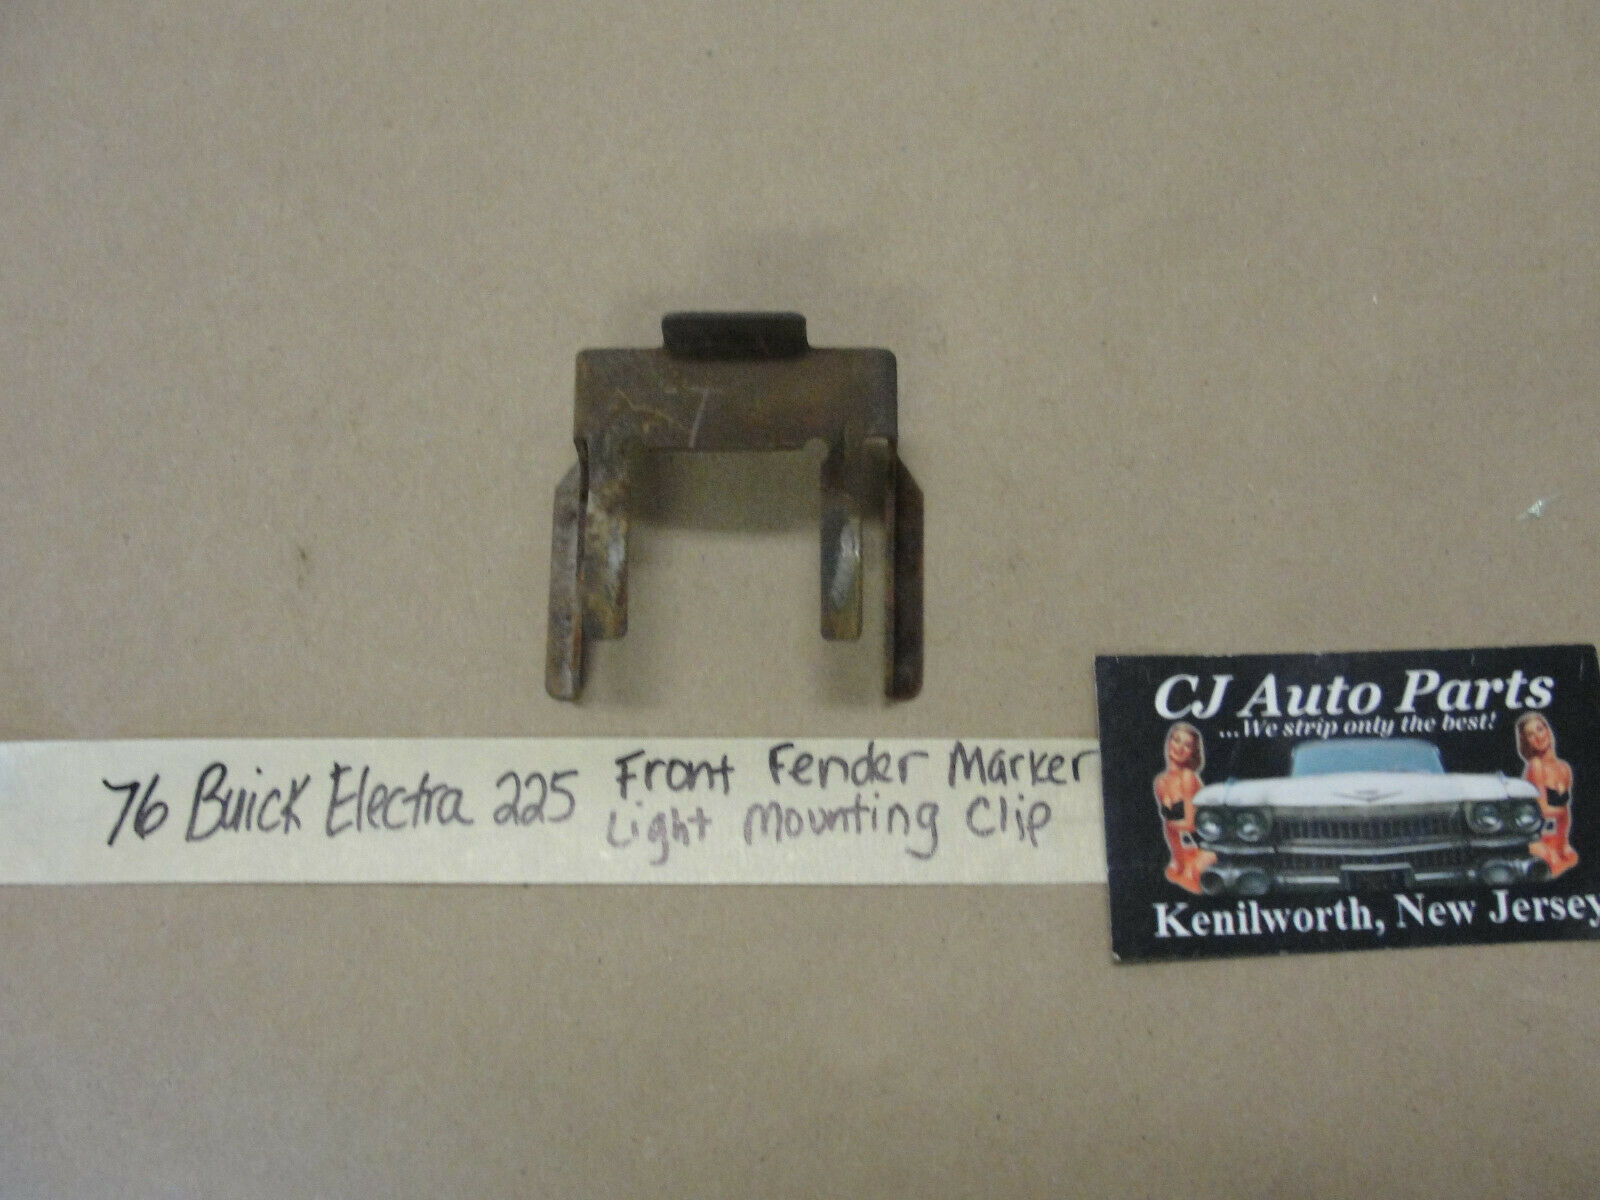 76 Buick Electra 225 Front Fender Marker
Light Mounting Clip
CJ Auto Parts
...We strip only the best!
Kenilworth, New Jersey